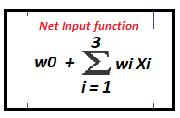 Net Input function
3
w0 + ∑ wi Xi
i = 1